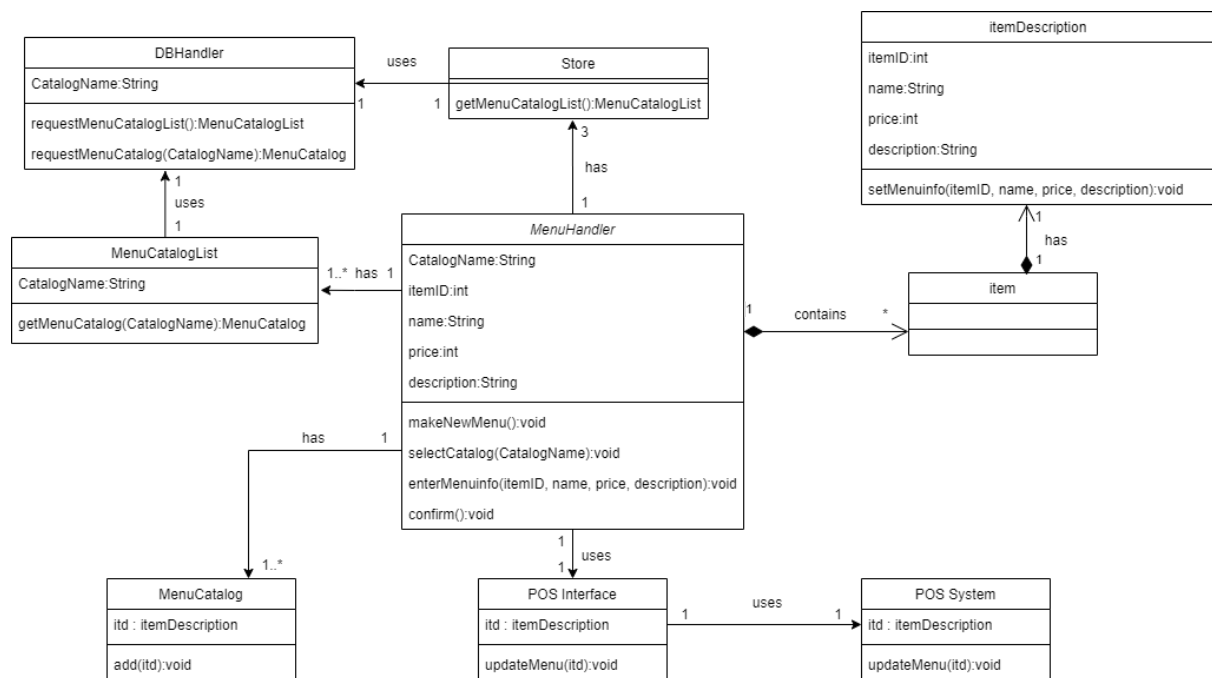 DBHandler
CatalogName:String
requestMenuCatalogList():MenuCatalogList
requestMenuCatalog(CatalogName):MenuCatalog
uses
1
1
Store
getMenuCatalogList():MenuCatalogList
itemDescription
itemID:int
name:String
price:int
description:String
setMenuinfo(itemID, name, price, description):void
1
uses
1
3
has
1
1
has
1
MenuCatalogList
CatalogName:String
getMenuCatalog(CatalogName):MenuCatalog
1..* has 1
MenuHandler
CatalogName:String
itemID:int
name:String
price:int
description:String
makeNewMenu():void
selectCatalog(CatalogName):void
enterMenuinfo(itemID, name, price, description):void
confirm():void
1
contains
*
item
has
1
1..*
1
uses
1
MenuCatalog
itd : itemDescription
add(itd):void
POS Interface
itd : itemDescription
updateMenu(itd):void
1
uses
1
POS System
itd : itemDescription
updateMenu(itd):void